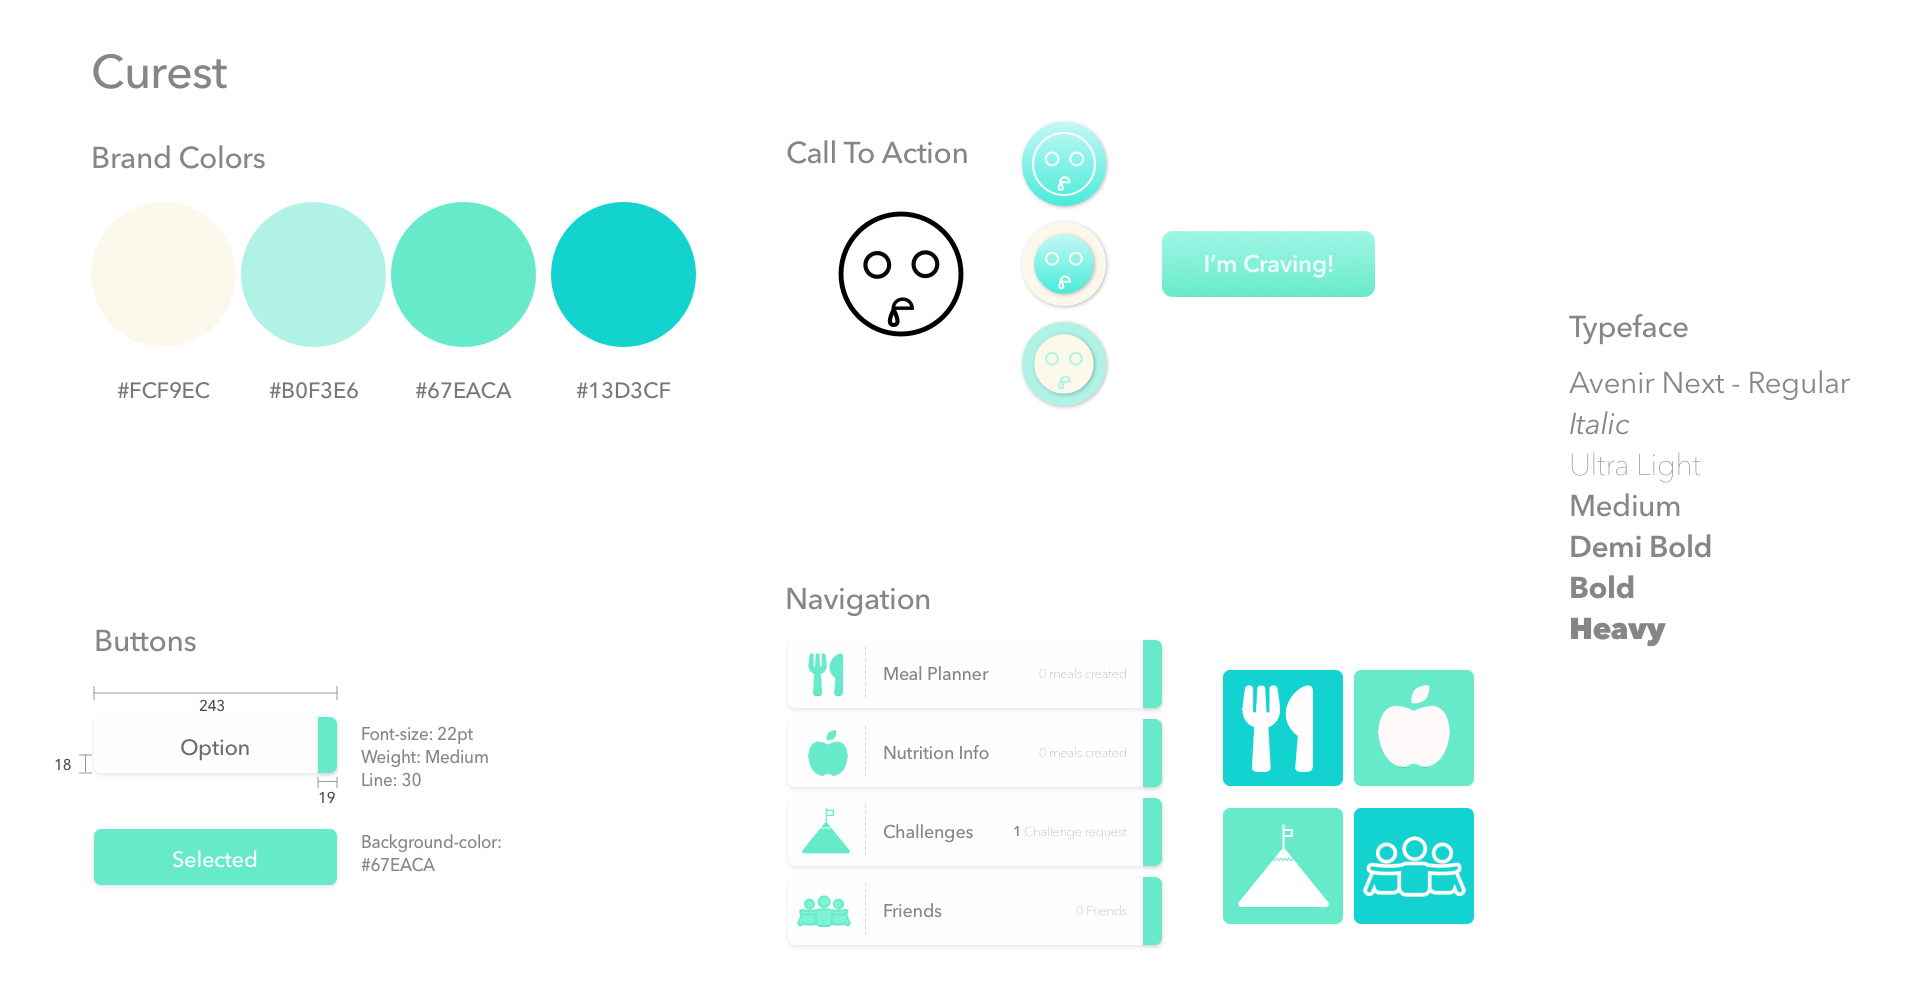 Curest
Brand Colors
#FCF9EC
#B0F3E6
#67EACA
#13D3CF
Call To Action
I'm Craving!
Typeface
Avenir Next - Regular
Italic
Ultra Light
Medium
Demi Bold
Bold
Heavy
Buttons
243
Option
18
19
Font-size: 22pt
Weight: Medium
Line: 30
Selected
Background-color:
#67EACA
Navigation
Meal Planner 0 meals created
Nutrition Info 0 meals created
Challenges 1 Challenge request
Friends 0 Friends